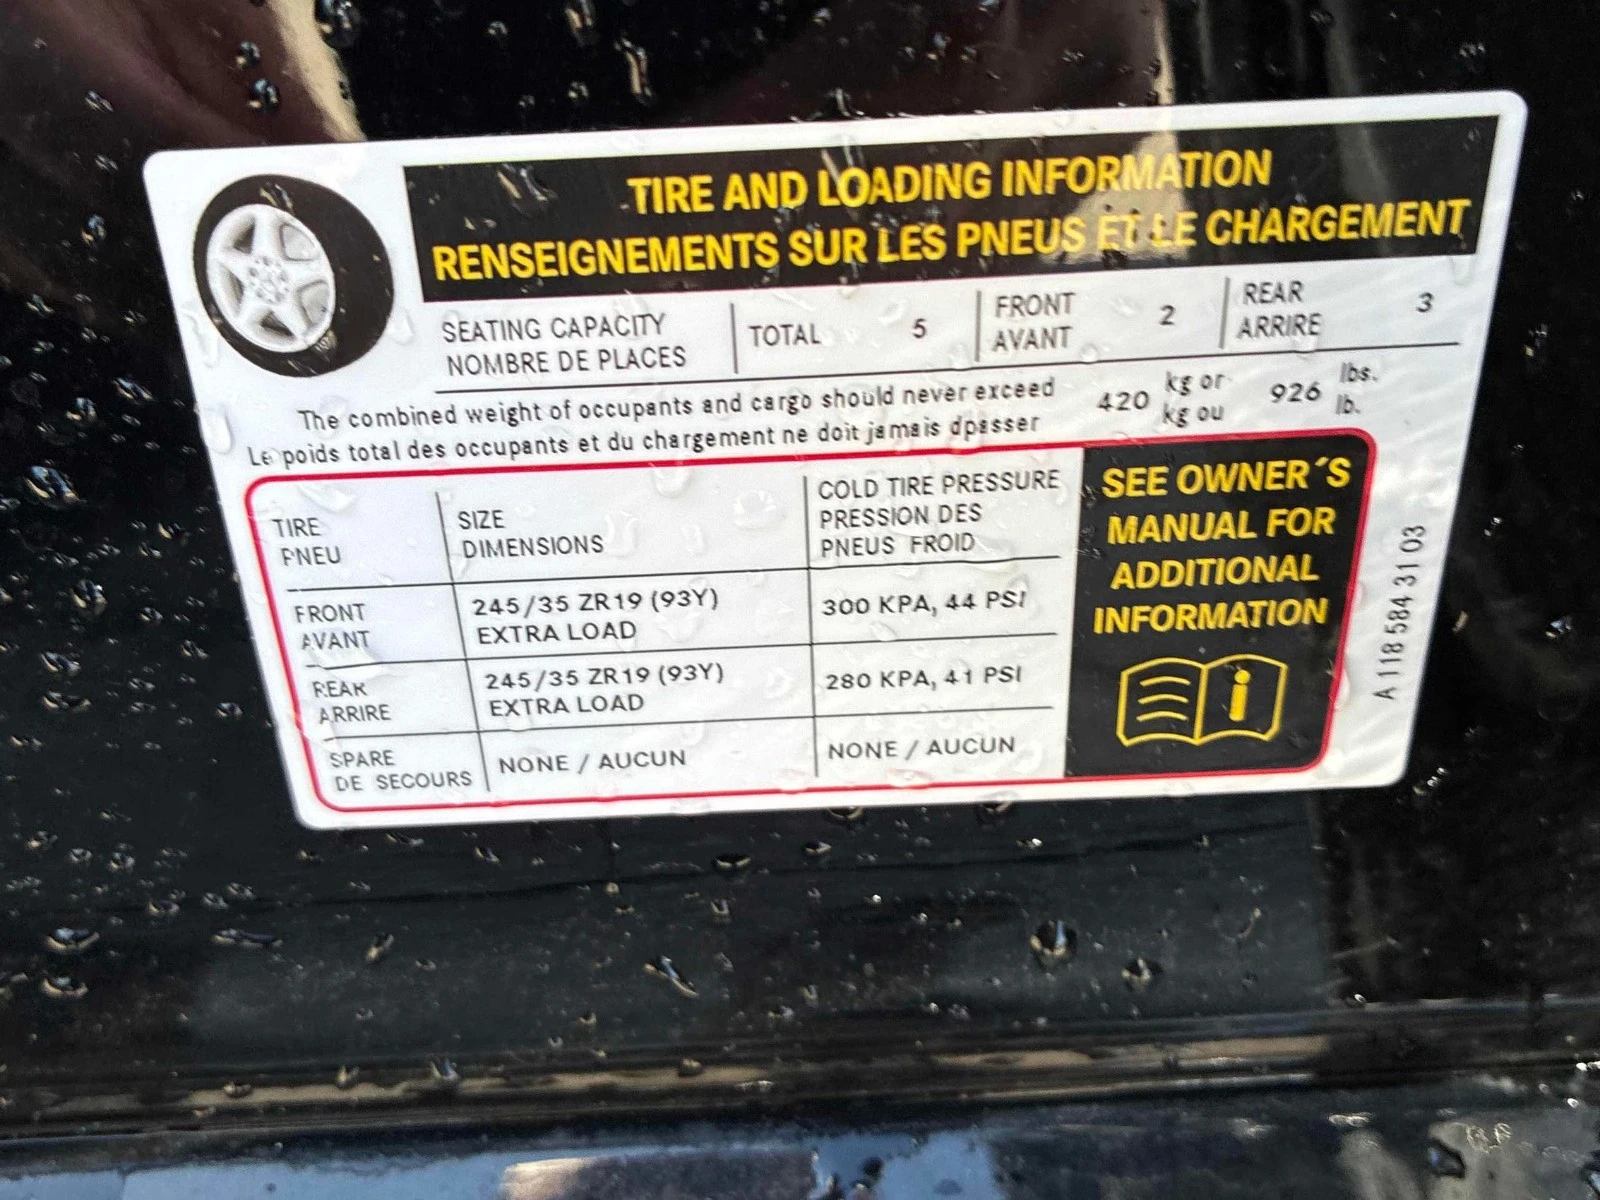 TIRE AND LOADING INFORMATION
RENSEIGNEMENTS SUR LES PNEUS ET LE CHARGEMENT
SEATING CAPACITY
NOMBRE DE PLACES
TOTAL 5
FRONT
AVANT
2
REAR
ARRIRE
3
The combined weight of occupants and cargo should never exceed
Le poids total des occupants et du chargement ne doit jamais dpasser
420
kg or
kg ou
926
lbs.
lb.
TIRE
PNEU
SIZE
DIMENSIONS
COLD TIRE PRESSURE
PRESSION DES
PNEUS FROID
FRONT
AVANT
245/35 ZR19 (93Y)
EXTRA LOAD
300 KPA, 44 PSI
REAR
ARRIRE
245/35 ZR19 (93Y)
EXTRA LOAD
280 KPA, 41 PSI
SPARE
DE SECOURS
NONE / AUCUN
NONE / AUCUN
SEE OWNER´S
MANUAL FOR
ADDITIONAL
INFORMATION
A 118 584 31 03